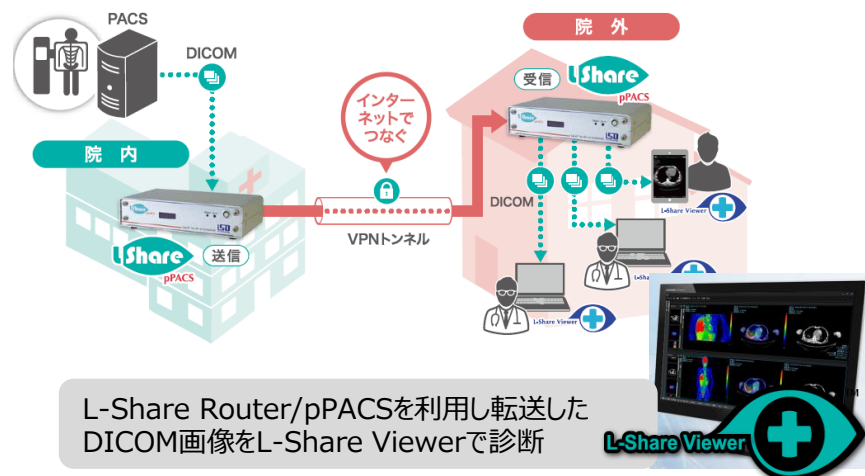 PACS
DICOM
院 内
L Share
pPACS
送信
インター
ネットで
つなぐ
VPNトンネル
院 外
受信
L Share
pPACS
DICOM
L-Share Viewer
L-Share Viewer
L-Share Router/pPACSを利用し転送した
DICOM画像をL-Share Viewerで診断
L-Share Viewer
TM